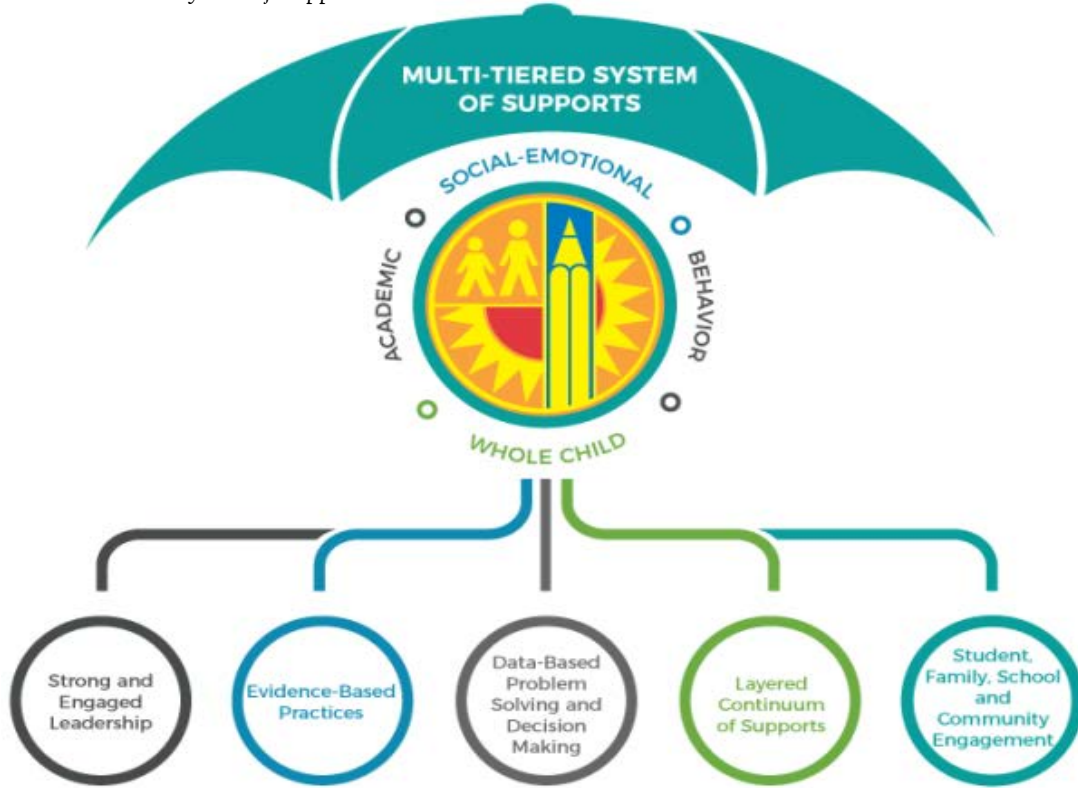 MULTI-TIERED SYSTEM
OF SUPPORTS
SOCIAL-EMOTIONAL
ACADEMIC
BEHAVIOR
WHOLE CHILD
Strong and
Engaged
Leadership
Evidence-Based
Practices
Data-Based
Problem
Solving and
Decision
Making
Layered
Continuum
of Supports
Student,
Family, School
and
Community
Engagement